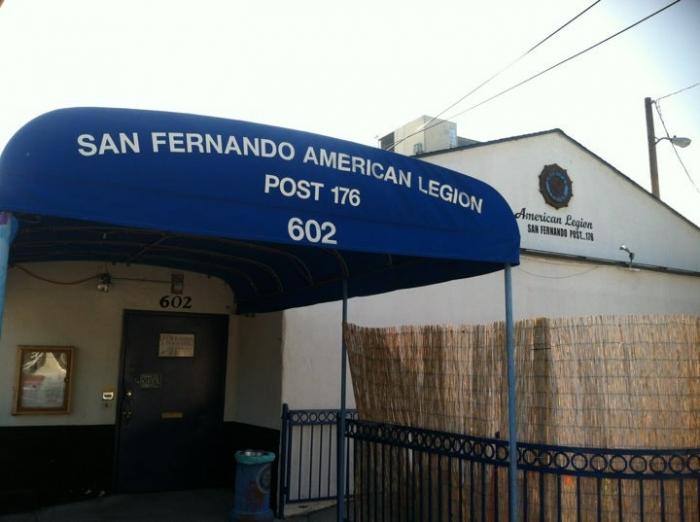 SAN FERNANDO AMERICAN LEGION
POST 176
602
American Legion
SAN FERNANDO POST...176
602